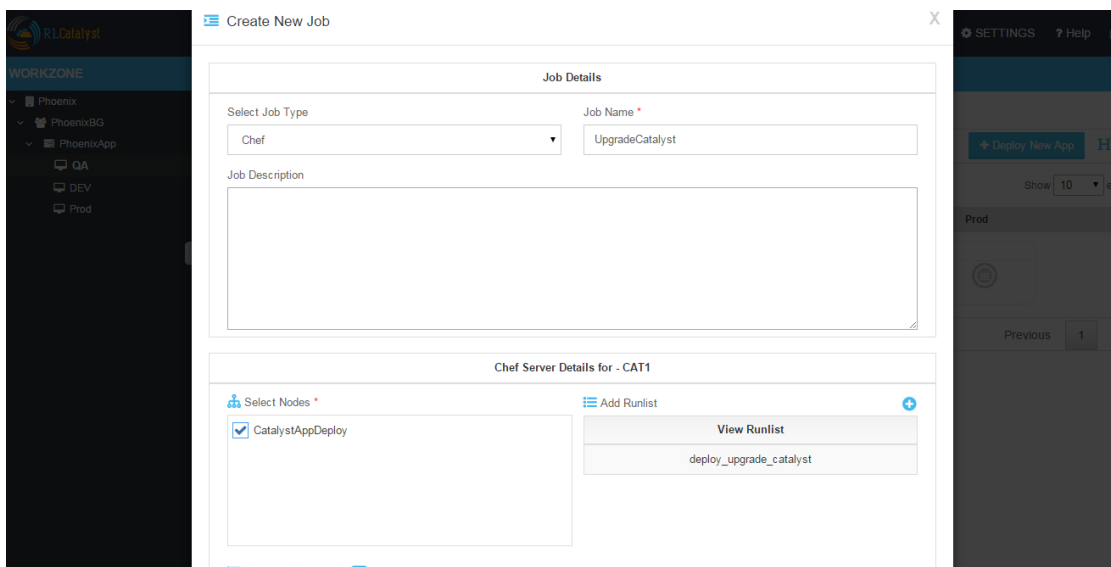 RLCatalyst
Create New Job
X
SETTINGS ? Help
WORKZONE
Job Details
Phoenix
PhoenixBG
PhoenixApp
QA
DEV
Prod
Select Job Type
Job Name *
Chef
UpgradeCatalyst
+ Deploy New App
Job Description
Show 10
Prod
Previous 1
Chef Server Details for - CAT1
Select Nodes *
Add Runlist
CatalystAppDeploy
View Runlist
deploy_upgrade_catalyst